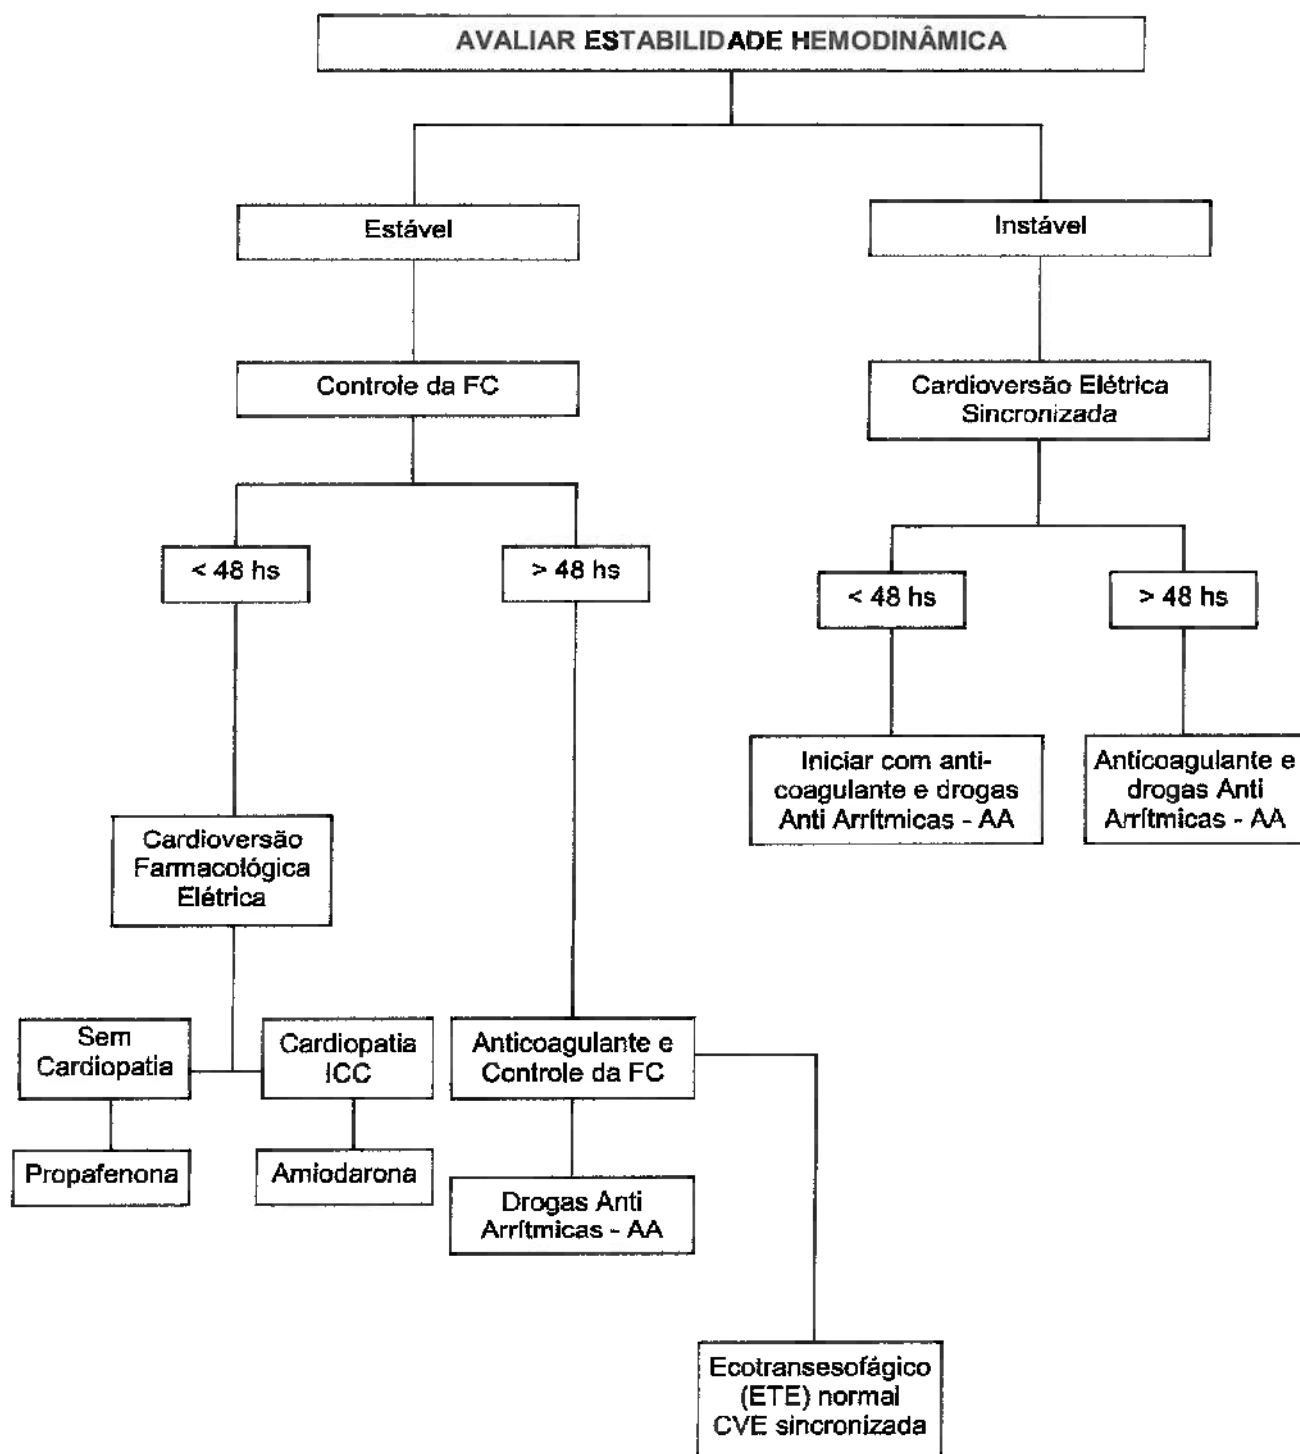 AVALIAR ESTABILIDADE HEMODINÂMICA
Estável
Instável
Controle da FC
Cardioversão Elétrica
Sincronizada
< 48 hs
> 48 hs
< 48 hs
> 48 hs
Iniciar com anti-
coagulante e drogas
Anti Arrítmicas - AA
Anticoagulante e
drogas Anti
Arrítmicas - AA
Cardioversão
Farmacológica
Elétrica
Sem
Cardiopatia
Cardiopatia
ICC
Anticoagulante e
Controle da FC
Propafenona
Amiodarona
Drogas Anti
Arrítmicas - AA
Ecotransesofágico
(ETE) normal
CVE sincronizada